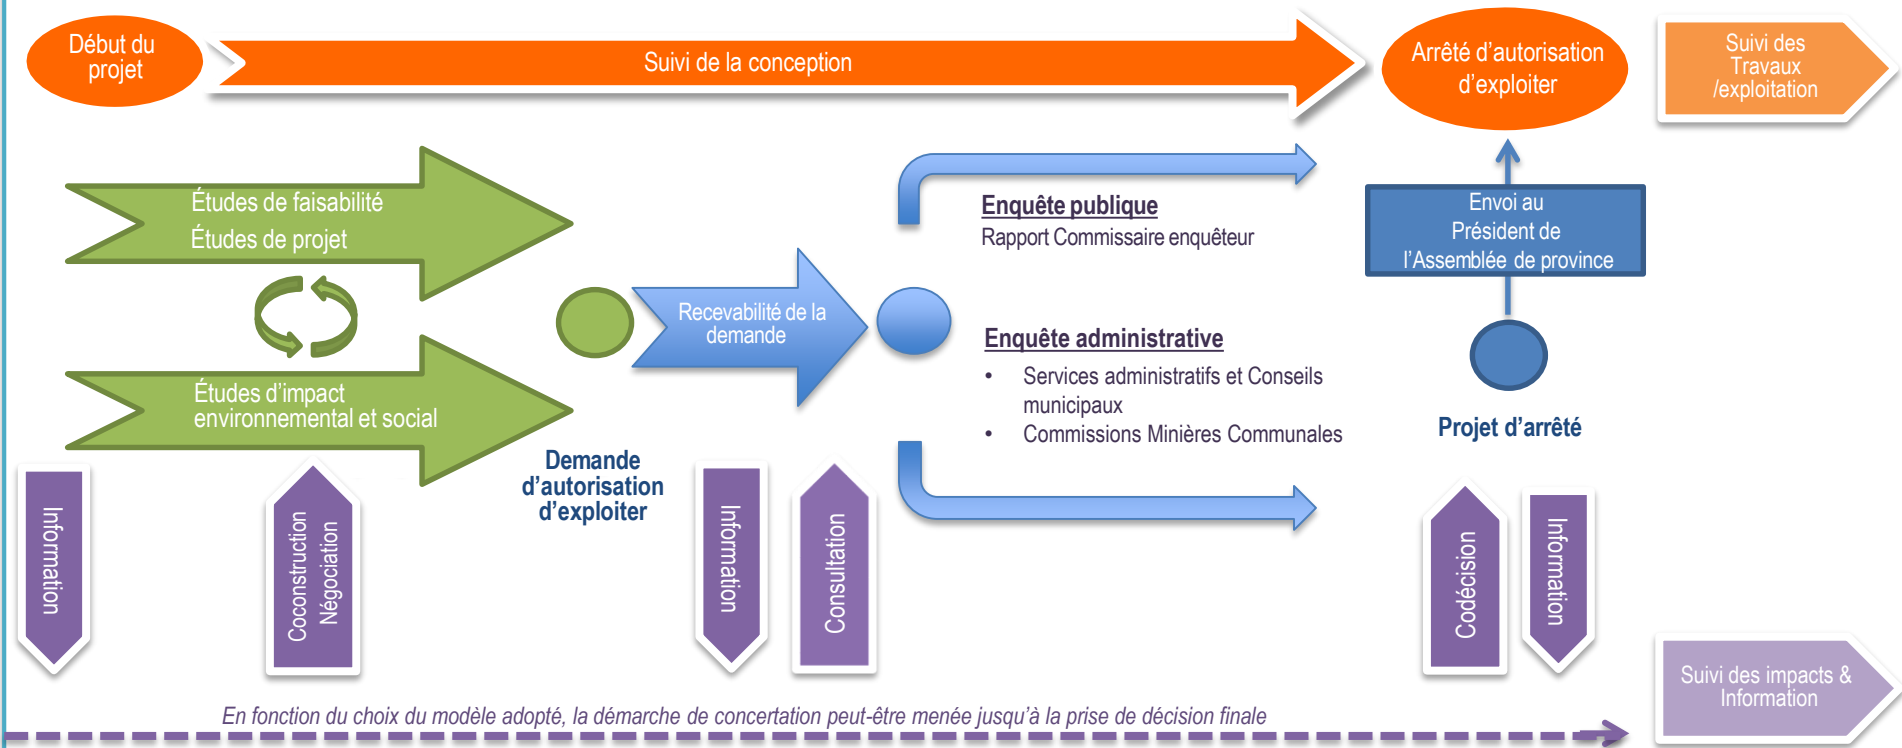 Début du
projet
Suivi de la conception
Arrêté d'autorisation
d'exploiter
Suivi des
Travaux
/exploitation
Études de faisabilité
Études de projet
Études d'impact
environnemental et social
Demande
d'autorisation
d'exploiter
Recevabilité de la
demande
Enquête publique
Rapport Commissaire enquêteur
Enquête administrative
• Services administratifs et Conseils
municipaux
• Commissions Minières Communales
Envoi au
Président de
l'Assemblée de province
Projet d'arrêté
Information
Coconstruction
Négociation
Information
Consultation
Codécision
Information
Suivi des impacts &
Information
En fonction du choix du modèle adopté, la démarche de concertation peut-être menée jusqu'à la prise de décision finale